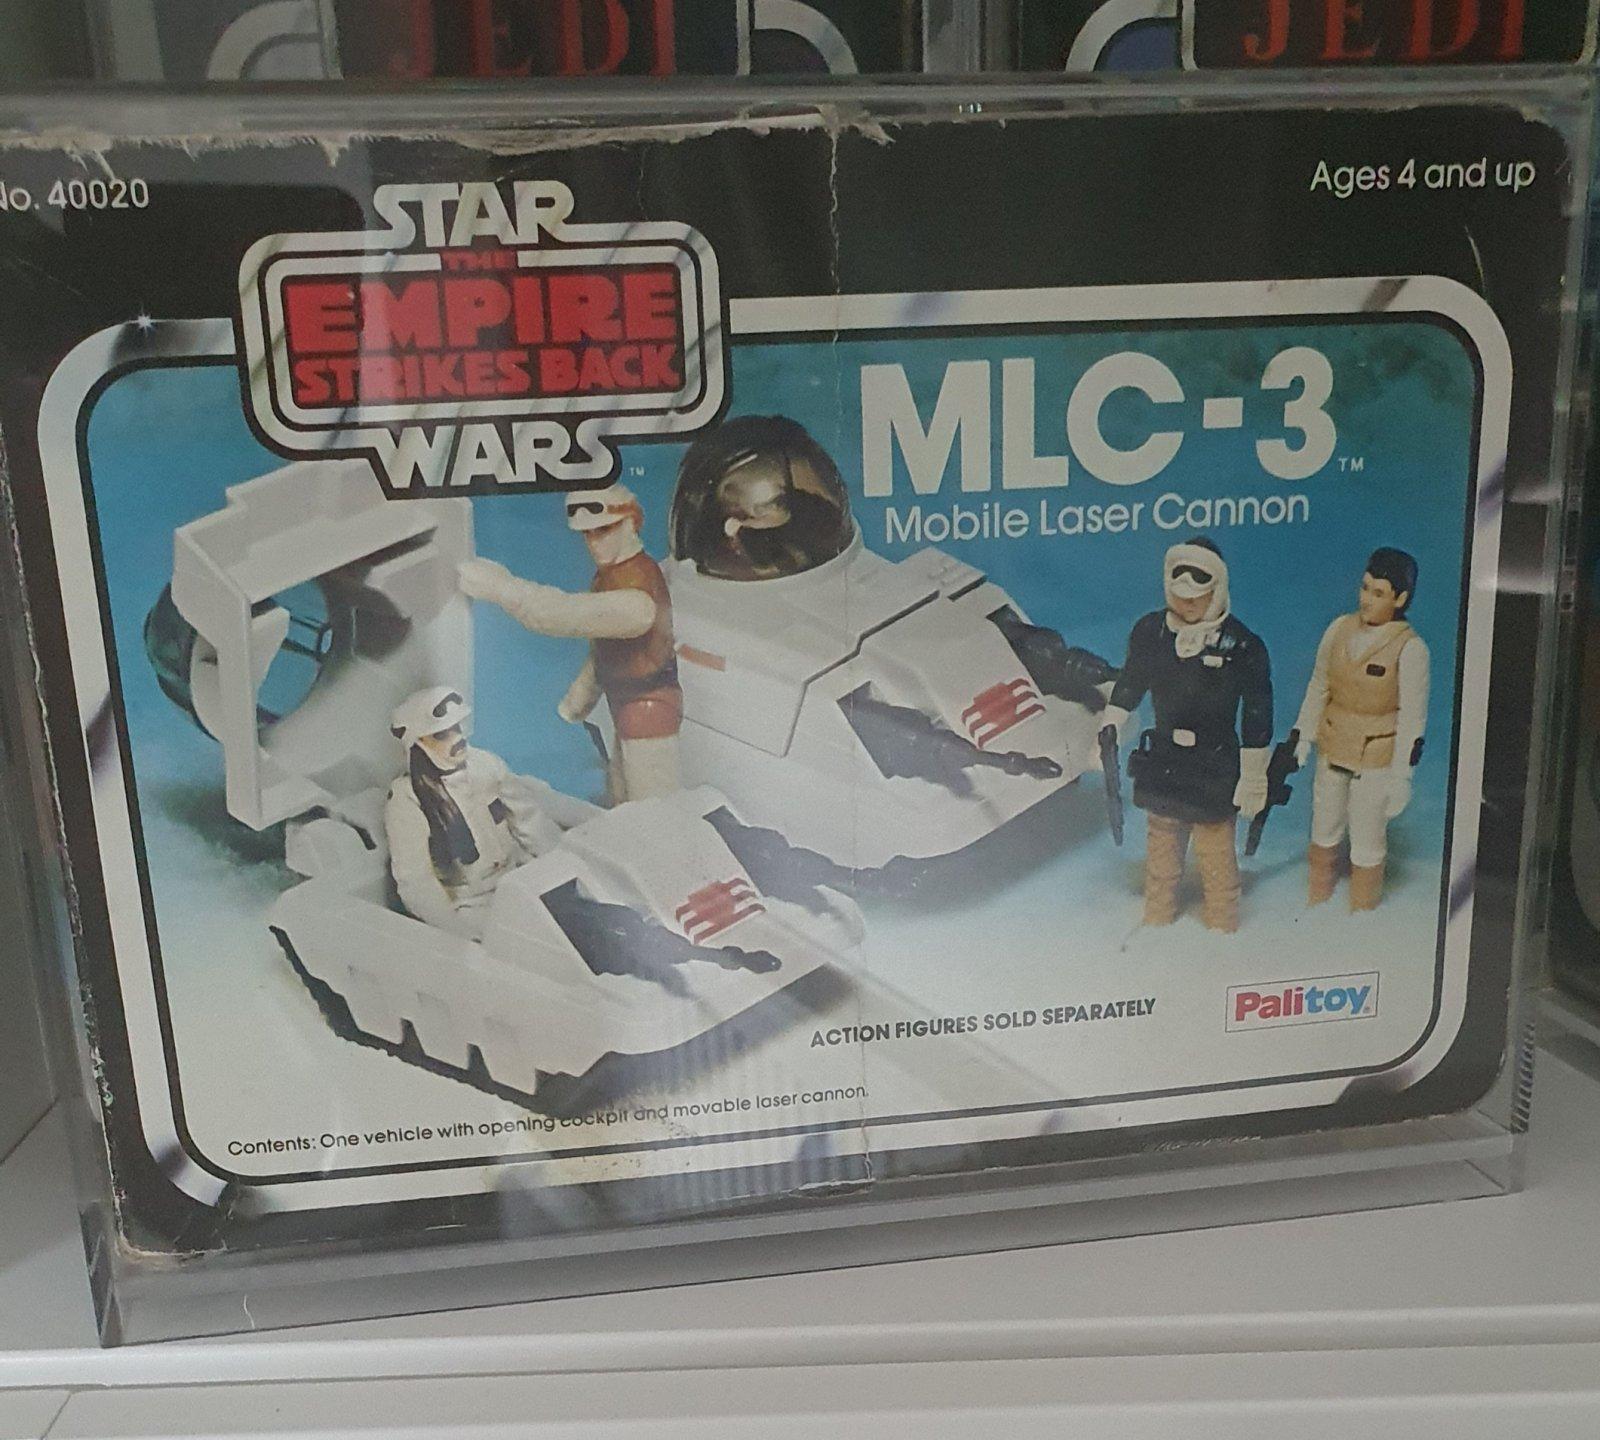 JEDI
JEDI
No. 40020
Ages 4 and up
STAR
THE
EMPIRE
STRIKES BACK
WARS
TM
MLC-3
TM
Mobile Laser Cannon
ACTION FIGURES SOLD SEPARATELY
Palitoy
Contents: One vehicle with opening cockpit and movable laser cannon.